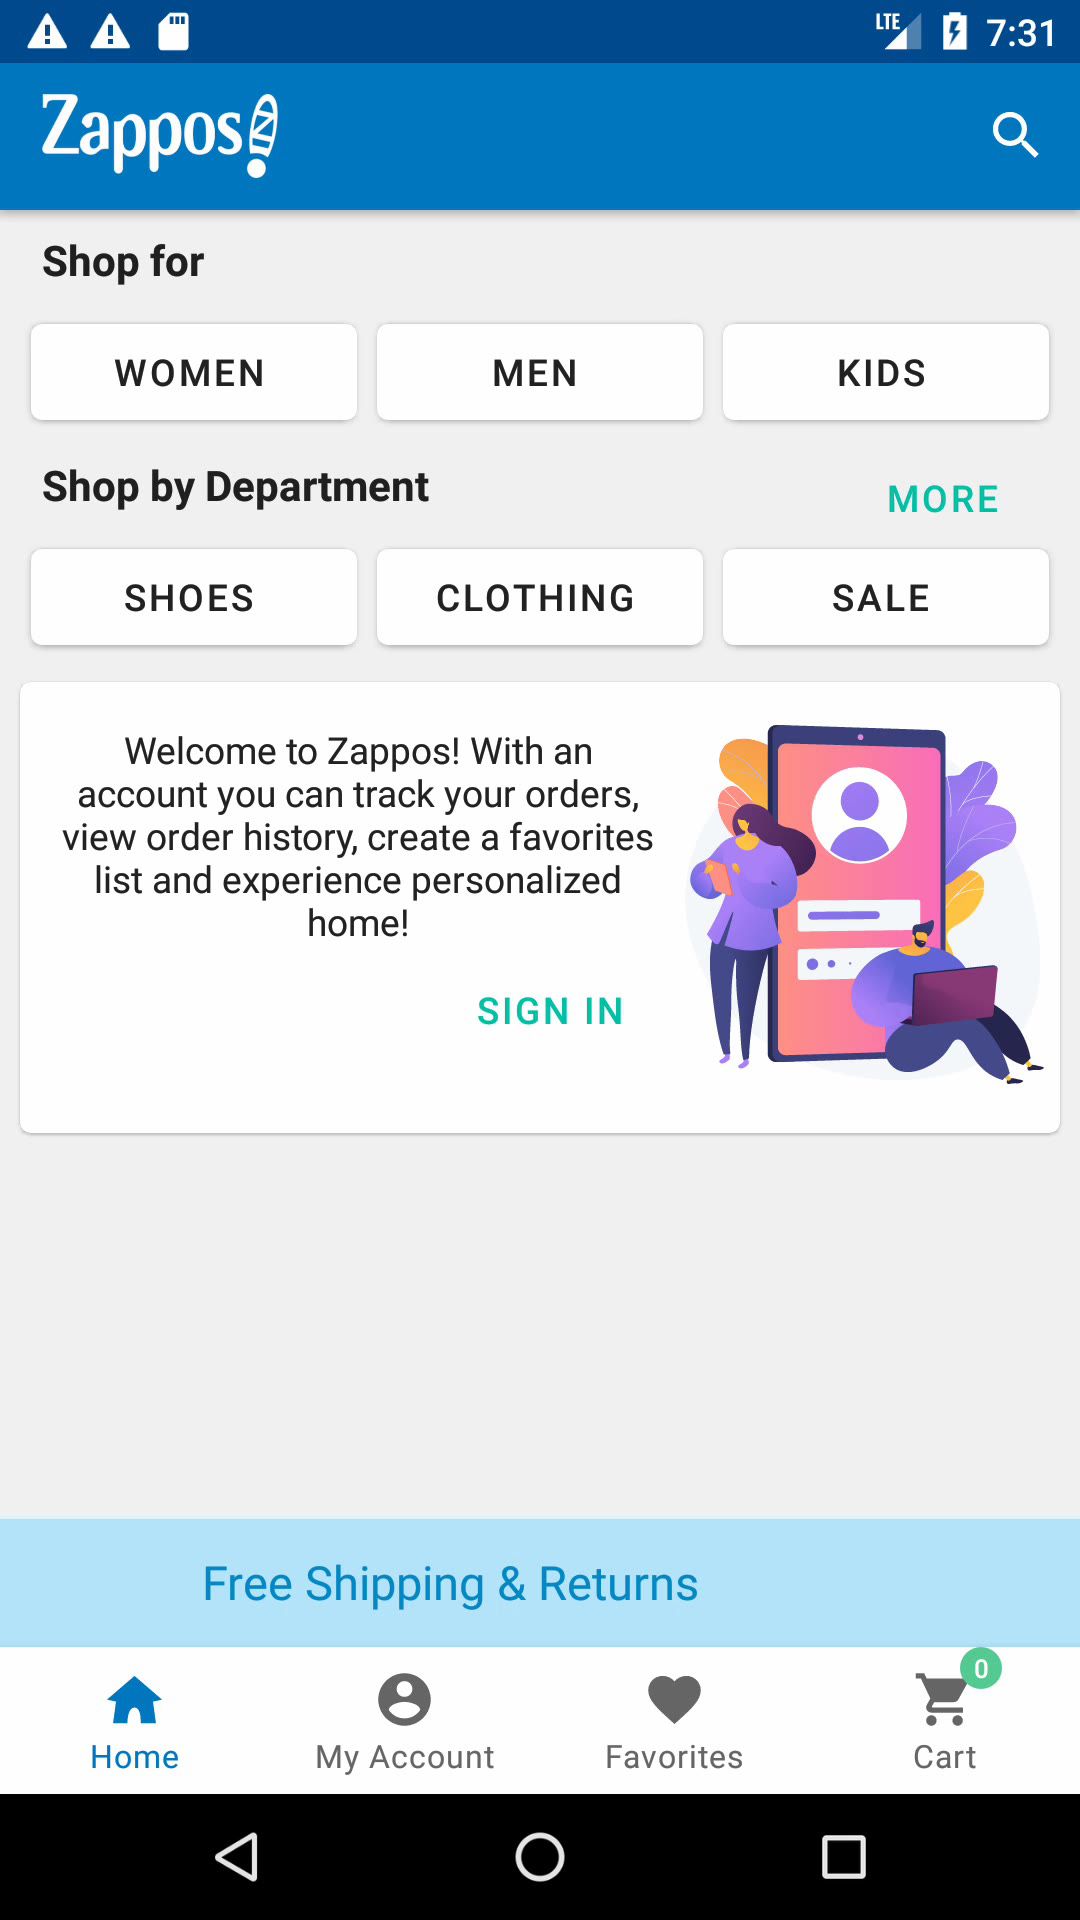 LTE 7:31
Zappos
Shop for
WOMEN MEN KIDS
Shop by Department MORE
SHOES CLOTHING SALE
Welcome to Zappos! With an
account you can track your orders,
view order history, create a favorites
list and experience personalized
home!
SIGN IN
Free Shipping & Returns
0
Home My Account Favorites Cart